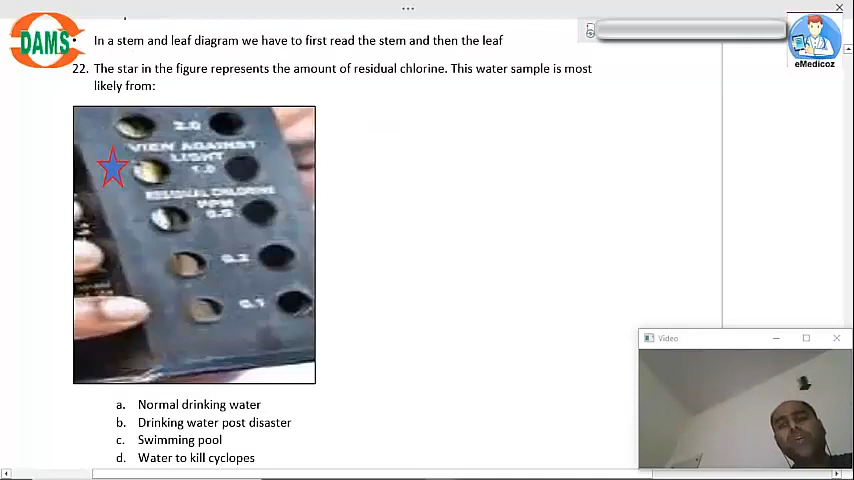 DAMS
• In a stem and leaf diagram we have to first read the stem and then the leaf
22. The star in the figure represents the amount of residual chlorine. This water sample is most
likely from:
2.0
VIEW AGAINST
LIGHT
1.0
RESIDUAL CHLORINE
PPM
0.2
0.1
a. Normal drinking water
b. Drinking water post disaster
c. Swimming pool
d. Water to kill cyclopes
eMedicoz
Video